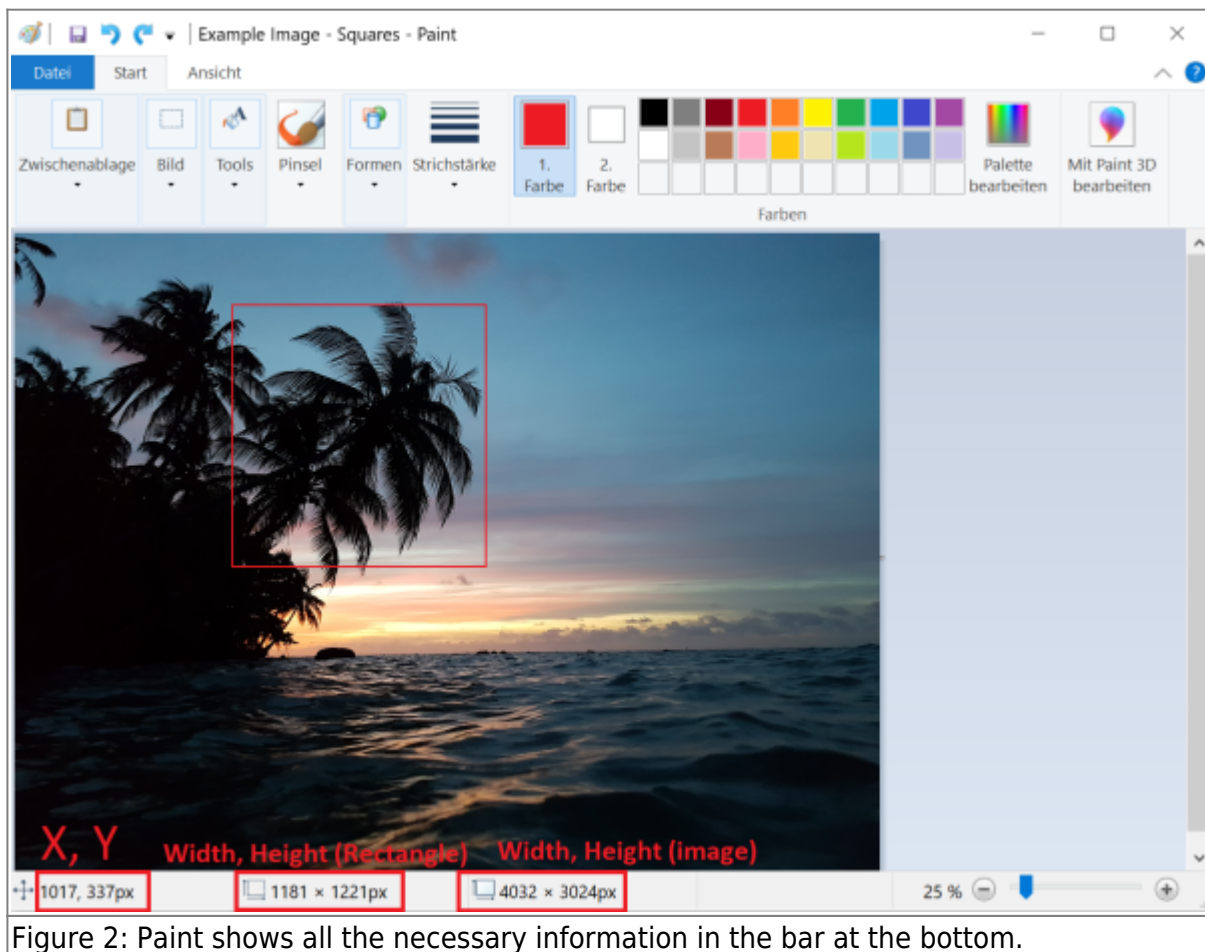 Example Image - Squares - Paint
Datei Start Ansicht
Zwischenablage Bild Tools Pinsel Formen Strichstärke 1. Farbe 2. Farbe Palette bearbeiten Mit Paint 3D bearbeiten
Farben
X, Y Width, Height (Rectangle) Width, Height (image)
1017, 337px 1181 × 1221px 4032 × 3024px 25 %
Figure 2: Paint shows all the necessary information in the bar at the bottom.